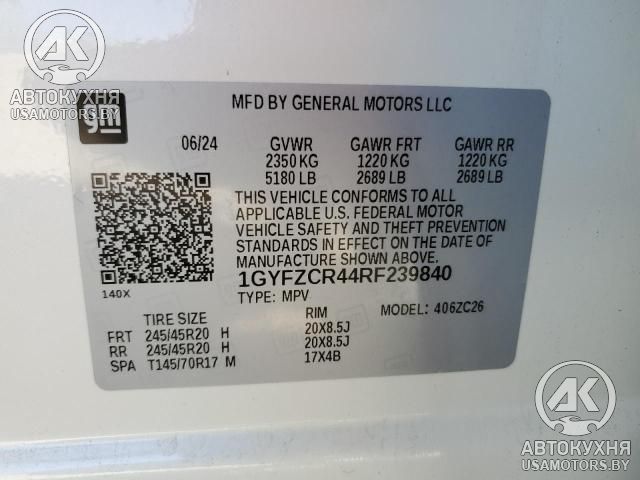 АВТОКУХНЯ
USAMOTORS.BY
gm
MFD BY GENERAL MOTORS LLC
06/24 GVWR GAWR FRT GAWR RR
2350 KG 1220 KG 1220 KG
5180 LB 2689 LB 2689 LB
THIS VEHICLE CONFORMS TO ALL
APPLICABLE U.S. FEDERAL MOTOR
VEHICLE SAFETY AND THEFT PREVENTION
STANDARDS IN EFFECT ON THE DATE OF
MANUFACTURE SHOWN ABOVE.
140X
1GYFZCR44RF239840
TYPE: MPV MODEL: 406ZC26
TIRE SIZE RIM
FRT 245/45R20 H 20X8.5J
RR 245/45R20 H 20X8.5J
SPA T145/70R17 M 17X4B
AK
АВТОКУХНЯ
USAMOTORS.BY